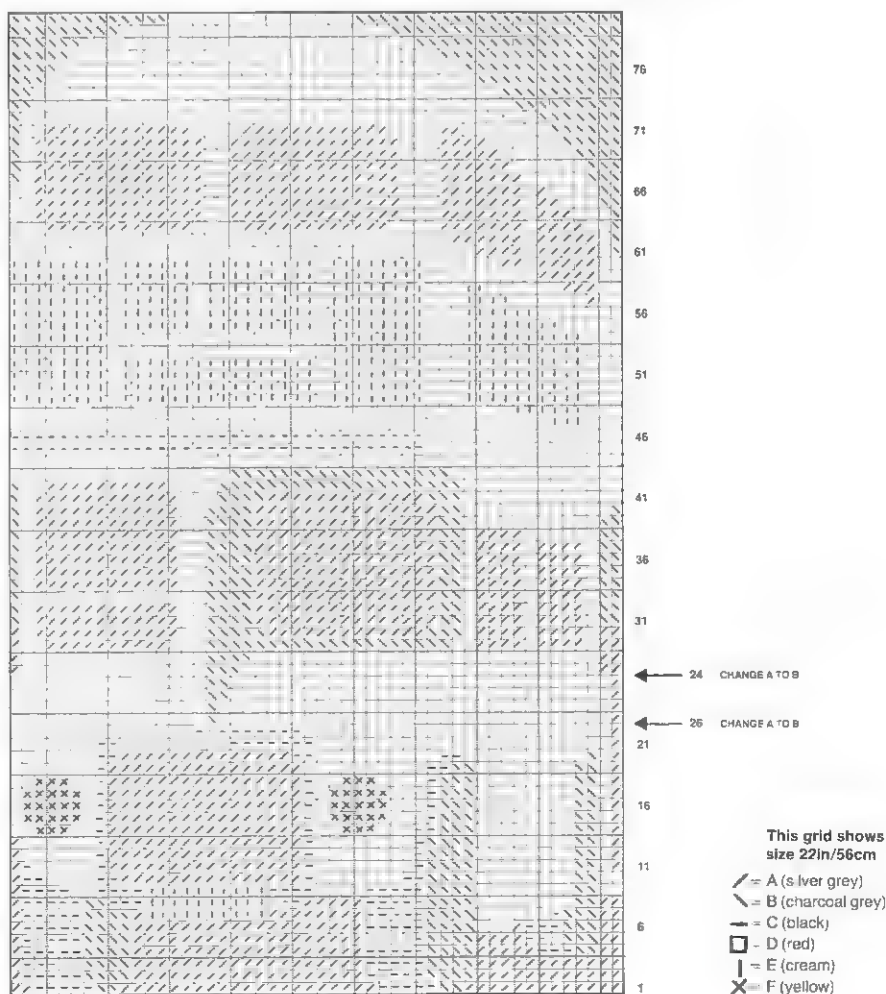 76
71
66
61
56
51
46
41
36
31
24 CHANGE A TO B
26 CHANGE A TO B
21
16
11
6
1
This grid shows
size 22in/56cm
= A (silver grey)
= B (charcoal grey)
= C (black)
- D (red)
= E (cream)
= F (yellow)